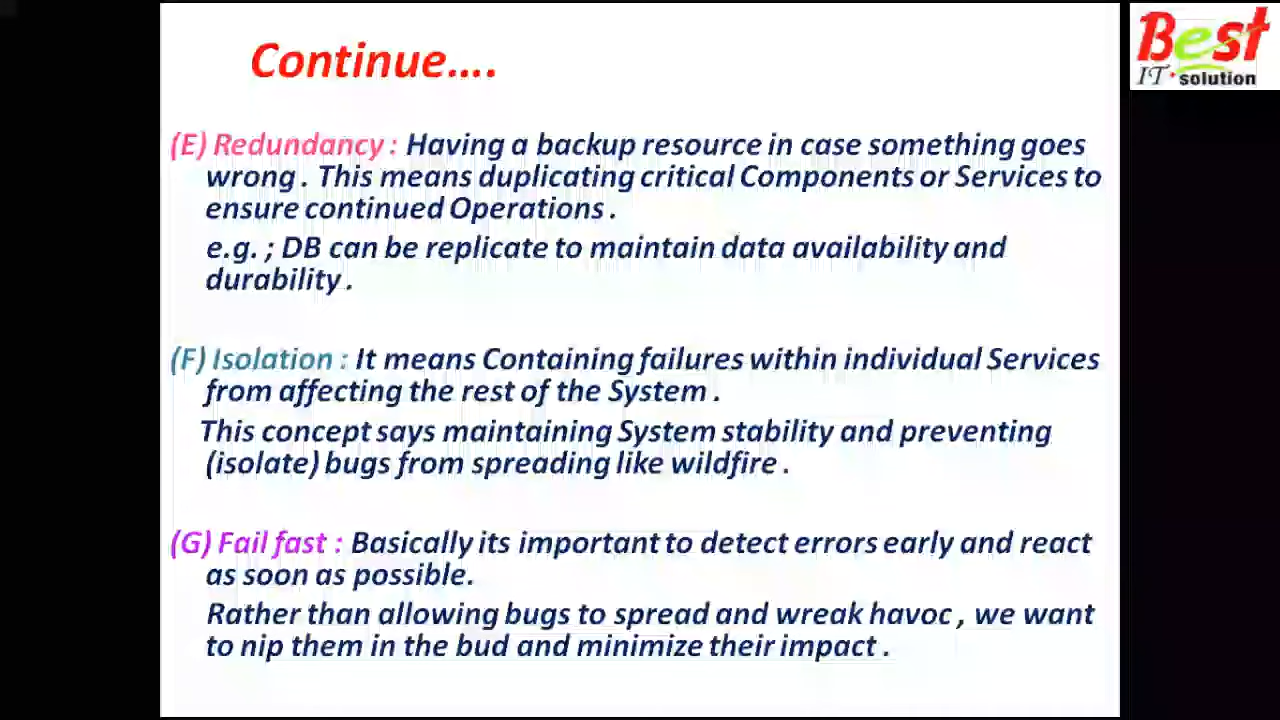 Continue....
Best
IT solution
(E) Redundancy : Having a backup resource in case something goes
wrong . This means duplicating critical Components or Services to
ensure continued Operations .
e.g. ; DB can be replicate to maintain data availability and
durability .
(F) Isolation : It means Containing failures within individual Services
from affecting the rest of the System .
This concept says maintaining System stability and preventing
(isolate) bugs from spreading like wildfire .
(G) Fail fast : Basically its important to detect errors early and react
as soon as possible.
Rather than allowing bugs to spread and wreak havoc , we want
to nip them in the bud and minimize their impact .